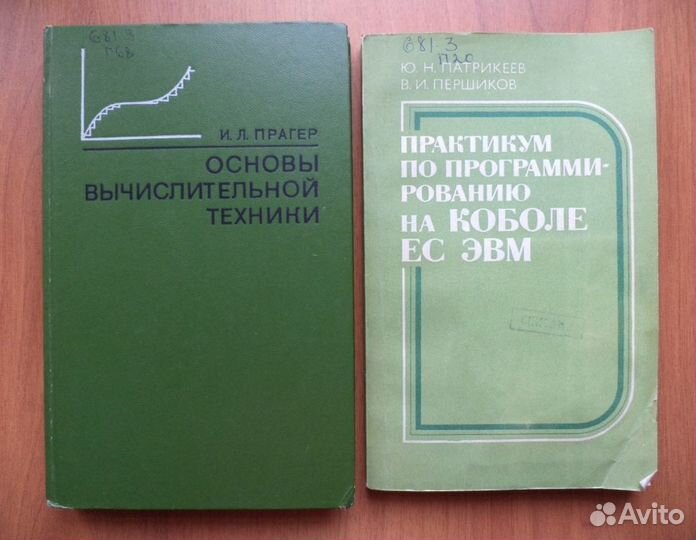 681.3
П68
И. Л. ПРАГЕР
ОСНОВЫ
ВЫЧИСЛИТЕЛЬНОЙ
ТЕХНИКИ
681.3
П20
Ю. Н. ПАТРИКЕЕВ
В. И. ПЕРШИКОВ
ПРАКТИКУМ
ПО ПРОГРАММИ-
РОВАНИЮ
НА КОБОЛЕ
ЕС ЭВМ
Avito